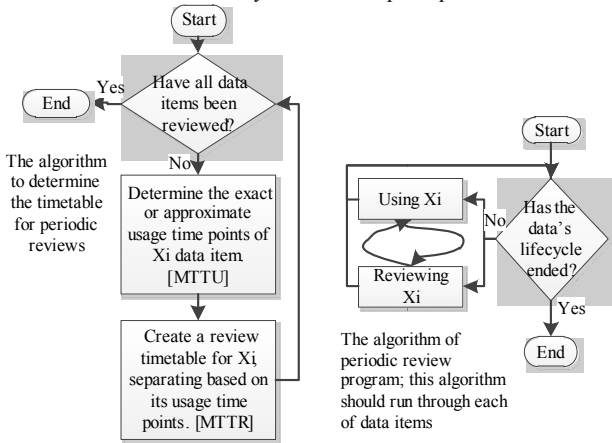 Start
Have all data
items been
reviewed?
Yes
End
No
The algorithm
to determine
the timetable
for periodic
reviews
Determine the exact
or approximate
usage time points of
Xi data item.
[MTTU]
Create a review
timetable for Xi,
separating based on
its usage time
points. [MTTR]
Start
Has the
data's
lifecycle
ended?
No
Using Xi
Reviewing
Xi
Yes
End
The algorithm of
periodic review
program; this algorithm
should run through each
of data items